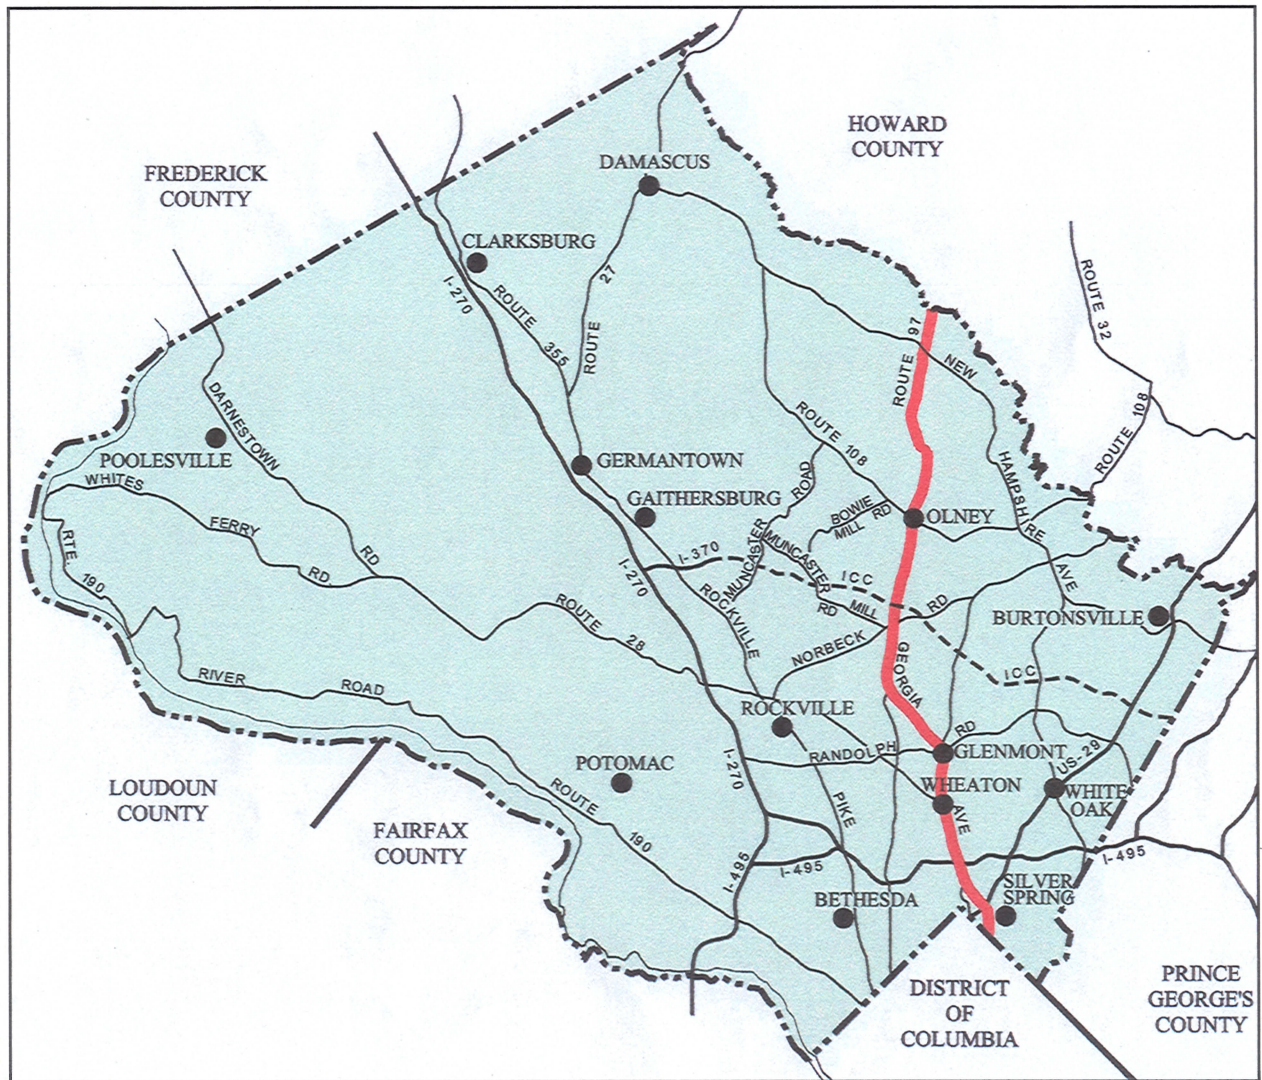 HOWARD
COUNTY
DAMASCUS
FREDERICK
COUNTY
CLARKSBURG
27
I-270
ROUTE
355
ROUTE
ROUTE 32
ROUTE 97
NEW
HAMPSHIRE
AVE
ROUTE 108
ROUTE 108
DARNESTOWN
RD
POOLESVILLE
WHITES
FERRY
RD
GERMANTOWN
GAITHERSBURG
MUNCASTER
ROAD
BOWIE
MILL RD
OLNEY
RTE.
190
I-270
I-370
MUNCASTER
RD
MILL
ICC
RD
NORBECK
BURTONSVILLE
ROUTE
28
ROCKVILLE
PIKE
GEORGIA
AVE
ICC
RIVER
ROAD
ROCKVILLE
RANDOLPH
RD
GLENMONT
US-29
POTOMAC
I-270
WHEATON
WHITE
OAK
LOUDOUN
COUNTY
ROUTE
190
FAIRFAX
COUNTY
I-495
I-495
I-495
BETHESDA
SILVER
SPRING
DISTRICT
OF
COLUMBIA
PRINCE
GEORGE'S
COUNTY